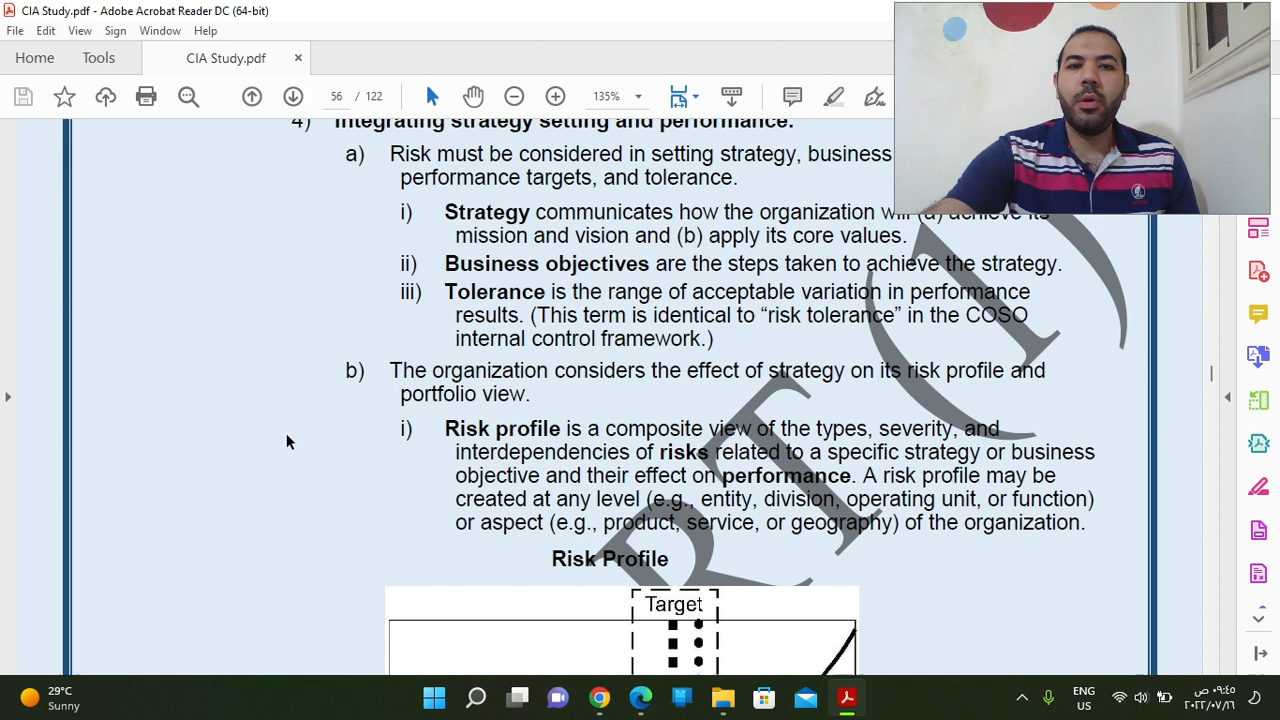 CIA Study.pdf - Adobe Acrobat Reader DC (64-bit)
File Edit View Sign Window Help
Home Tools CIA Study.pdf ×
56 / 122 135%
4) Integrating strategy setting and performance.
a) Risk must be considered in setting strategy, business
performance targets, and tolerance.
i) Strategy communicates how the organization will (a) achieve its
mission and vision and (b) apply its core values.
ii) Business objectives are the steps taken to achieve the strategy.
iii) Tolerance is the range of acceptable variation in performance
results. (This term is identical to “risk tolerance” in the COSO
internal control framework.)
b) The organization considers the effect of strategy on its risk profile and
portfolio view.
i) Risk profile is a composite view of the types, severity, and
interdependencies of risks related to a specific strategy or business
objective and their effect on performance. A risk profile may be
created at any level (e.g., entity, division, operating unit, or function)
or aspect (e.g., product, service, or geography) of the organization.
Risk Profile
Target
RT (I)
29°C
Sunny
ENG
US
٠٩:٤٥ ص
٢٠٢٢/٠٧/١٦